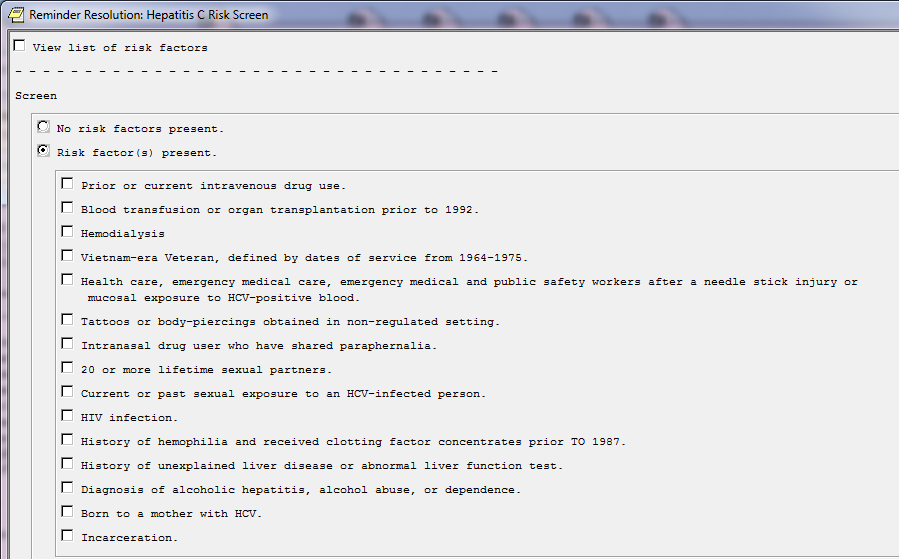 Reminder Resolution: Hepatitis C Risk Screen
View list of risk factors
- - - - - - - - - - - - - - - - - - - - - - - - - - - - - - - - - - -
Screen
No risk factors present.
Risk factor(s) present.
Prior or current intravenous drug use.
Blood transfusion or organ transplantation prior to 1992.
Hemodialysis
Vietnam-era Veteran, defined by dates of service from 1964-1975.
Health care, emergency medical care, emergency medical and public safety workers after a needle stick injury or
mucosal exposure to HCV-positive blood.
Tattoos or body-piercings obtained in non-regulated setting.
Intranasal drug user who have shared paraphernalia.
20 or more lifetime sexual partners.
Current or past sexual exposure to an HCV-infected person.
HIV infection.
History of hemophilia and received clotting factor concentrates prior TO 1987.
History of unexplained liver disease or abnormal liver function test.
Diagnosis of alcoholic hepatitis, alcohol abuse, or dependence.
Born to a mother with HCV.
Incarceration.